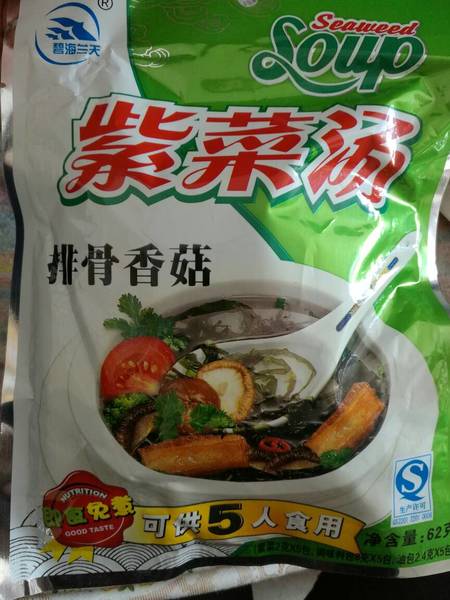 碧海兰天
Seaweed
Soup
紫菜汤
排骨香菇
NUTRITION
即食免煮
GOOD TASTE
可供5人食用
生产许可
净含量: 62克